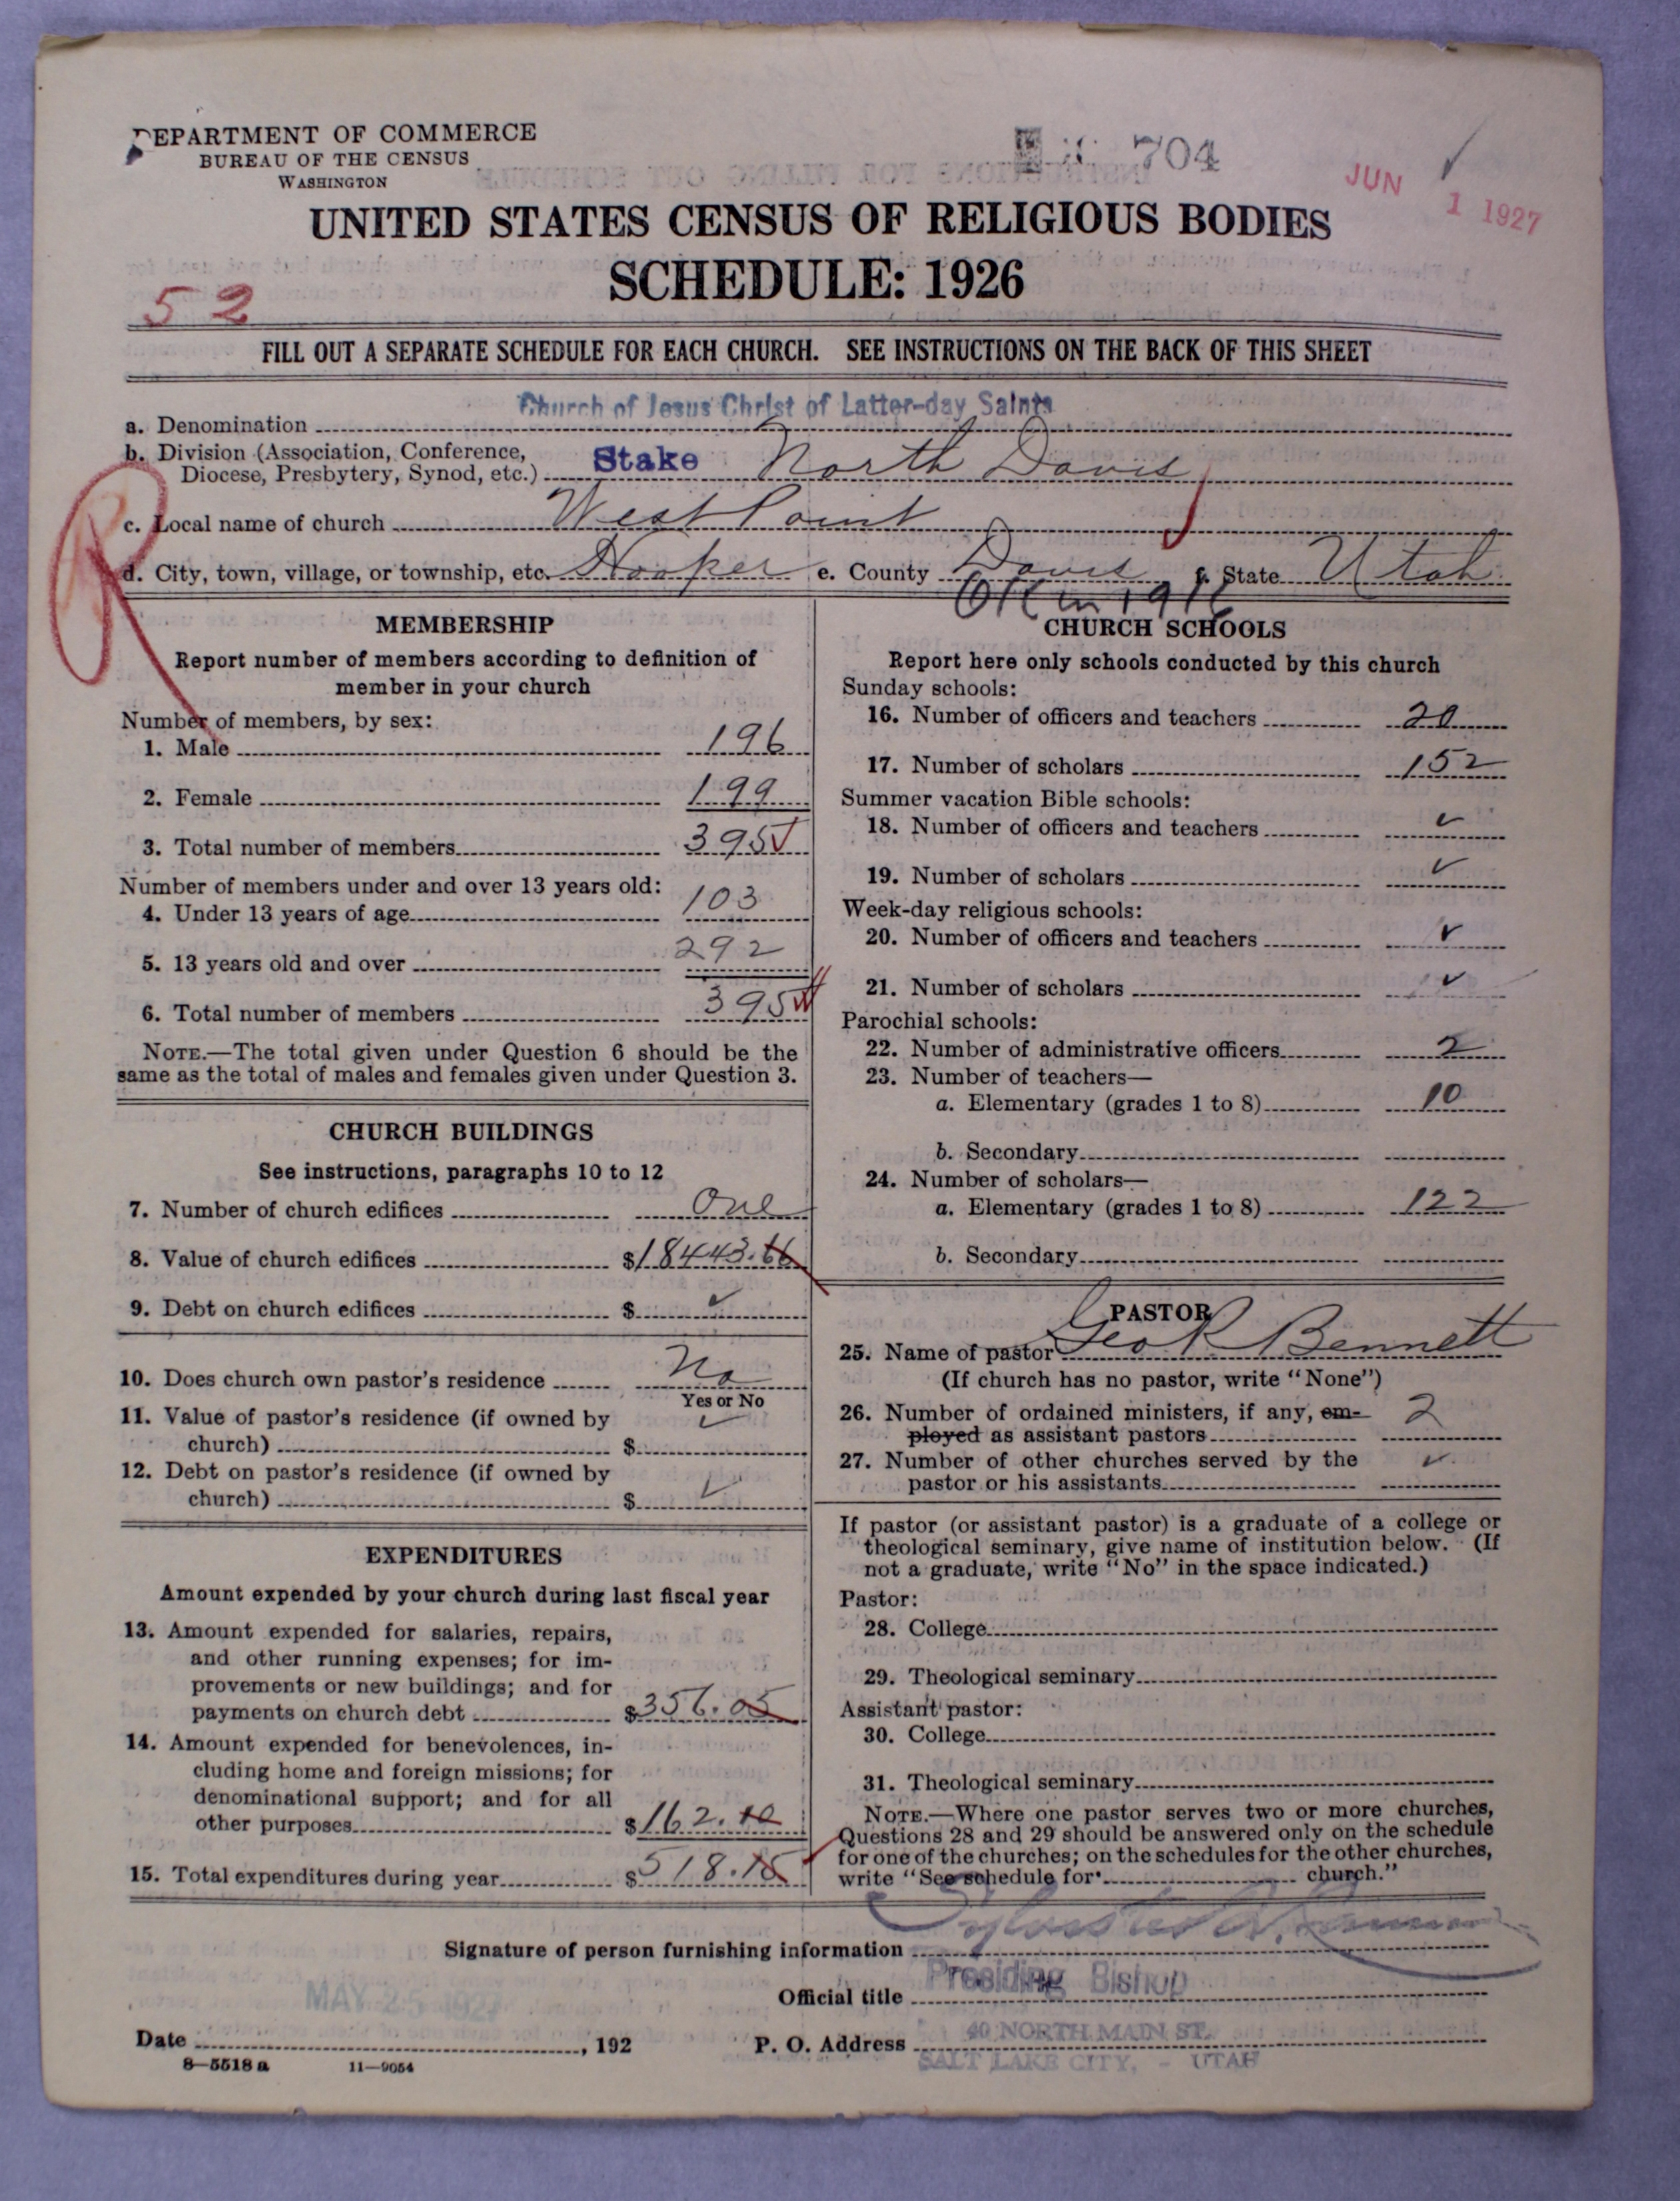 DEPARTMENT OF COMMERCE
BUREAU OF THE CENSUS
WASHINGTON
704
JUN 1 1927
UNITED STATES CENSUS OF RELIGIOUS BODIES
SCHEDULE: 1926
52
FILL OUT A SEPARATE SCHEDULE FOR EACH CHURCH. SEE INSTRUCTIONS ON THE BACK OF THIS SHEET
a. Denomination Church of Jesus Christ of Latter-day Saints
b. Division (Association, Conference,
Diocese, Presbytery, Synod, etc.) Stake North Davis
c. Local name of church West Point
d. City, town, village, or township, etc. Hooper e. County Davis f. State Utah
OK in 1916
R
MEMBERSHIP
Report number of members according to definition of
member in your church
Number of members, by sex:
1. Male 196
2. Female 199
3. Total number of members 395
Number of members under and over 13 years old:
4. Under 13 years of age 103
5. 13 years old and over 292
6. Total number of members 395
NOTE.—The total given under Question 6 should be the
same as the total of males and females given under Question 3.
CHURCH BUILDINGS
See instructions, paragraphs 10 to 12
7. Number of church edifices One
8. Value of church edifices $18443.66
9. Debt on church edifices $ ✓
10. Does church own pastor's residence No
Yes or No
11. Value of pastor's residence (if owned by
church) $ ✓
12. Debt on pastor's residence (if owned by
church) $ ✓
EXPENDITURES
Amount expended by your church during last fiscal year
13. Amount expended for salaries, repairs,
and other running expenses; for im-
provements or new buildings; and for
payments on church debt $356.05
14. Amount expended for benevolences, in-
cluding home and foreign missions; for
denominational support; and for all
other purposes $162.10
15. Total expenditures during year $518.15
CHURCH SCHOOLS
Report here only schools conducted by this church
Sunday schools:
16. Number of officers and teachers 20
17. Number of scholars 152
Summer vacation Bible schools:
18. Number of officers and teachers ✓
19. Number of scholars ✓
Week-day religious schools:
20. Number of officers and teachers ✓
21. Number of scholars ✓
Parochial schools:
22. Number of administrative officers 2
23. Number of teachers—
a. Elementary (grades 1 to 8) 10
b. Secondary
24. Number of scholars—
a. Elementary (grades 1 to 8) 122
b. Secondary
PASTOR
25. Name of pastor Geo R Bennett
(If church has no pastor, write "None")
26. Number of ordained ministers, if any, em-
ployed as assistant pastors 2
27. Number of other churches served by the
pastor or his assistants ✓
If pastor (or assistant pastor) is a graduate of a college or
theological seminary, give name of institution below. (If
not a graduate, write "No" in the space indicated.)
Pastor:
28. College
29. Theological seminary
Assistant pastor:
30. College
31. Theological seminary
NOTE.—Where one pastor serves two or more churches,
Questions 28 and 29 should be answered only on the schedule
for one of the churches; on the schedules for the other churches,
write "See schedule for church."
Signature of person furnishing information
Official title Presiding Bishop
MAY 25 1927
Date , 192
P. O. Address 40 NORTH MAIN ST.
SALT LAKE CITY, - UTAH
8—5518 a 11—9054